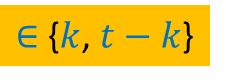 ∈ {k, t − k}